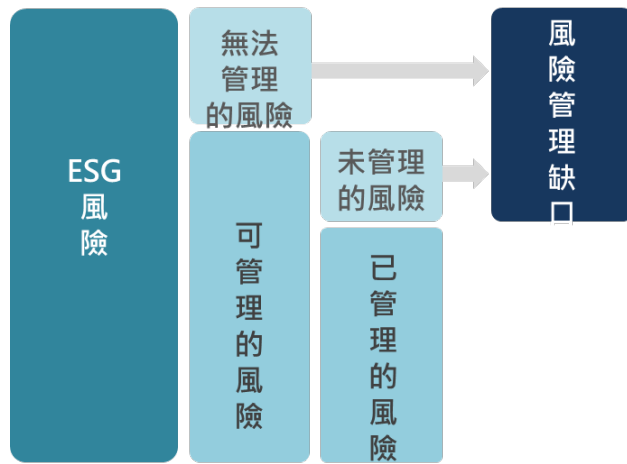 ESG
風
險
無法
管理
的風險
可
管
理
的
風
險
未管理
的風險
已
管
理
的
風
險
風
險
管
理
缺
口